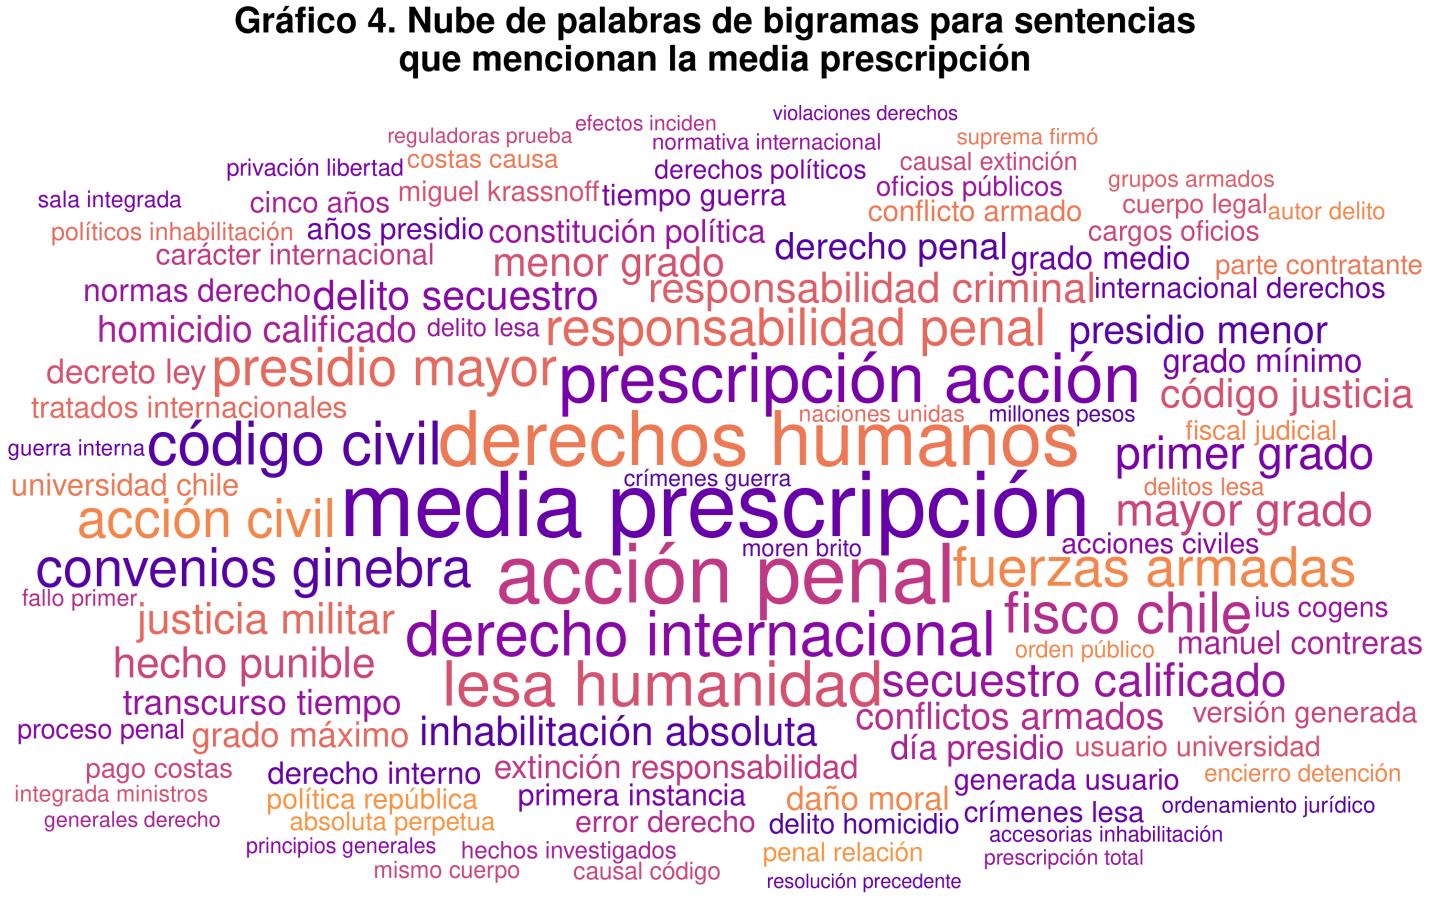 Gráfico 4. Nube de palabras de bigramas para sentencias
que mencionan la media prescripción
violaciones derechos
efectos inciden
reguladoras prueba
normativa internacional
suprema firmó
costas causa
causal extinción
privación libertad
derechos políticos
grupos armados
oficios públicos
miguel krassnoff
tiempo guerra
sala integrada
cinco años
cuerpo legal
autor delito
conflicto armado
políticos inhabilitación
años presidio
constitución política
cargos oficios
derecho penal
carácter internacional
menor grado
grado medio
parte contratante
normas derecho
delito secuestro
responsabilidad criminal
internacional derechos
homicidio calificado
delito lesa
responsabilidad penal
presidio menor
grado mínimo
decreto ley
presidio mayor
prescripción acción
código justicia
tratados internacionales
naciones unidas
millones pesos
fiscal judicial
guerra interna
código civil
derechos humanos
primer grado
crímenes guerra
universidad chile
delitos lesa
media prescripción
acción civil
mayor grado
moren brito
acciones civiles
convenios ginebra
acción penal
fuerzas armadas
fallo primer
justicia militar
fisco chile
ius cogens
derecho internacional
orden público
manuel contreras
hecho punible
lesa humanidad
secuestro calificado
transcurso tiempo
conflictos armados
versión generada
proceso penal
grado máximo
inhabilitación absoluta
día presidio
usuario universidad
pago costas
derecho interno
extinción responsabilidad
generada usuario
encierro detención
integrada ministros
política república
primera instancia
daño moral
crímenes lesa
ordenamiento jurídico
generales derecho
absoluta perpetua
error derecho
delito homicidio
accesorias inhabilitación
principios generales
hechos investigados
penal relación
prescripción total
mismo cuerpo
causal código
resolución precedente